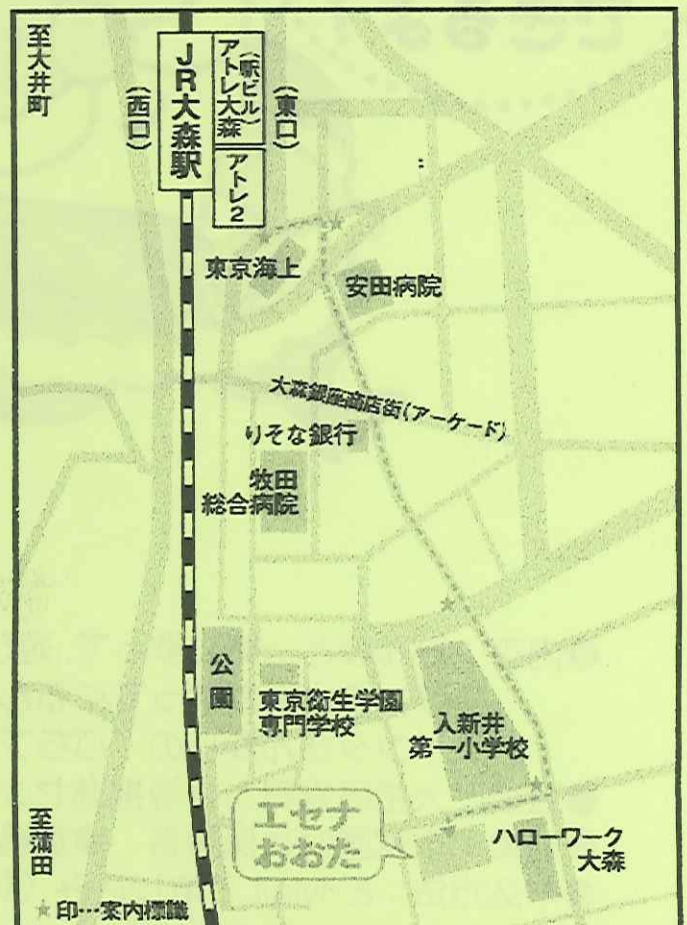 至大井町
JR大森駅
(西口)
(駅ビル)
アトレ大森
アトレ2
(東口)
東京海上
安田病院
大森銀座商店街(アーケード)
りそな銀行
牧田
総合病院
公園
東京衛生学園
専門学校
入新井
第一小学校
エセナ
おおた
ハローワーク
大森
至蒲田
★印…案内標識